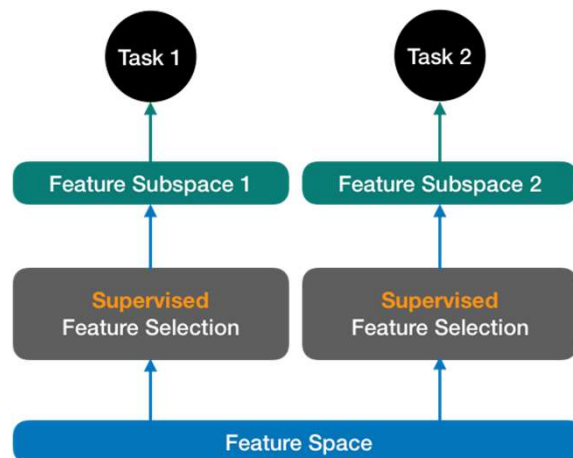 Task 1
Task 2
Feature Subspace 1
Feature Subspace 2
Supervised
Feature Selection
Supervised
Feature Selection
Feature Space